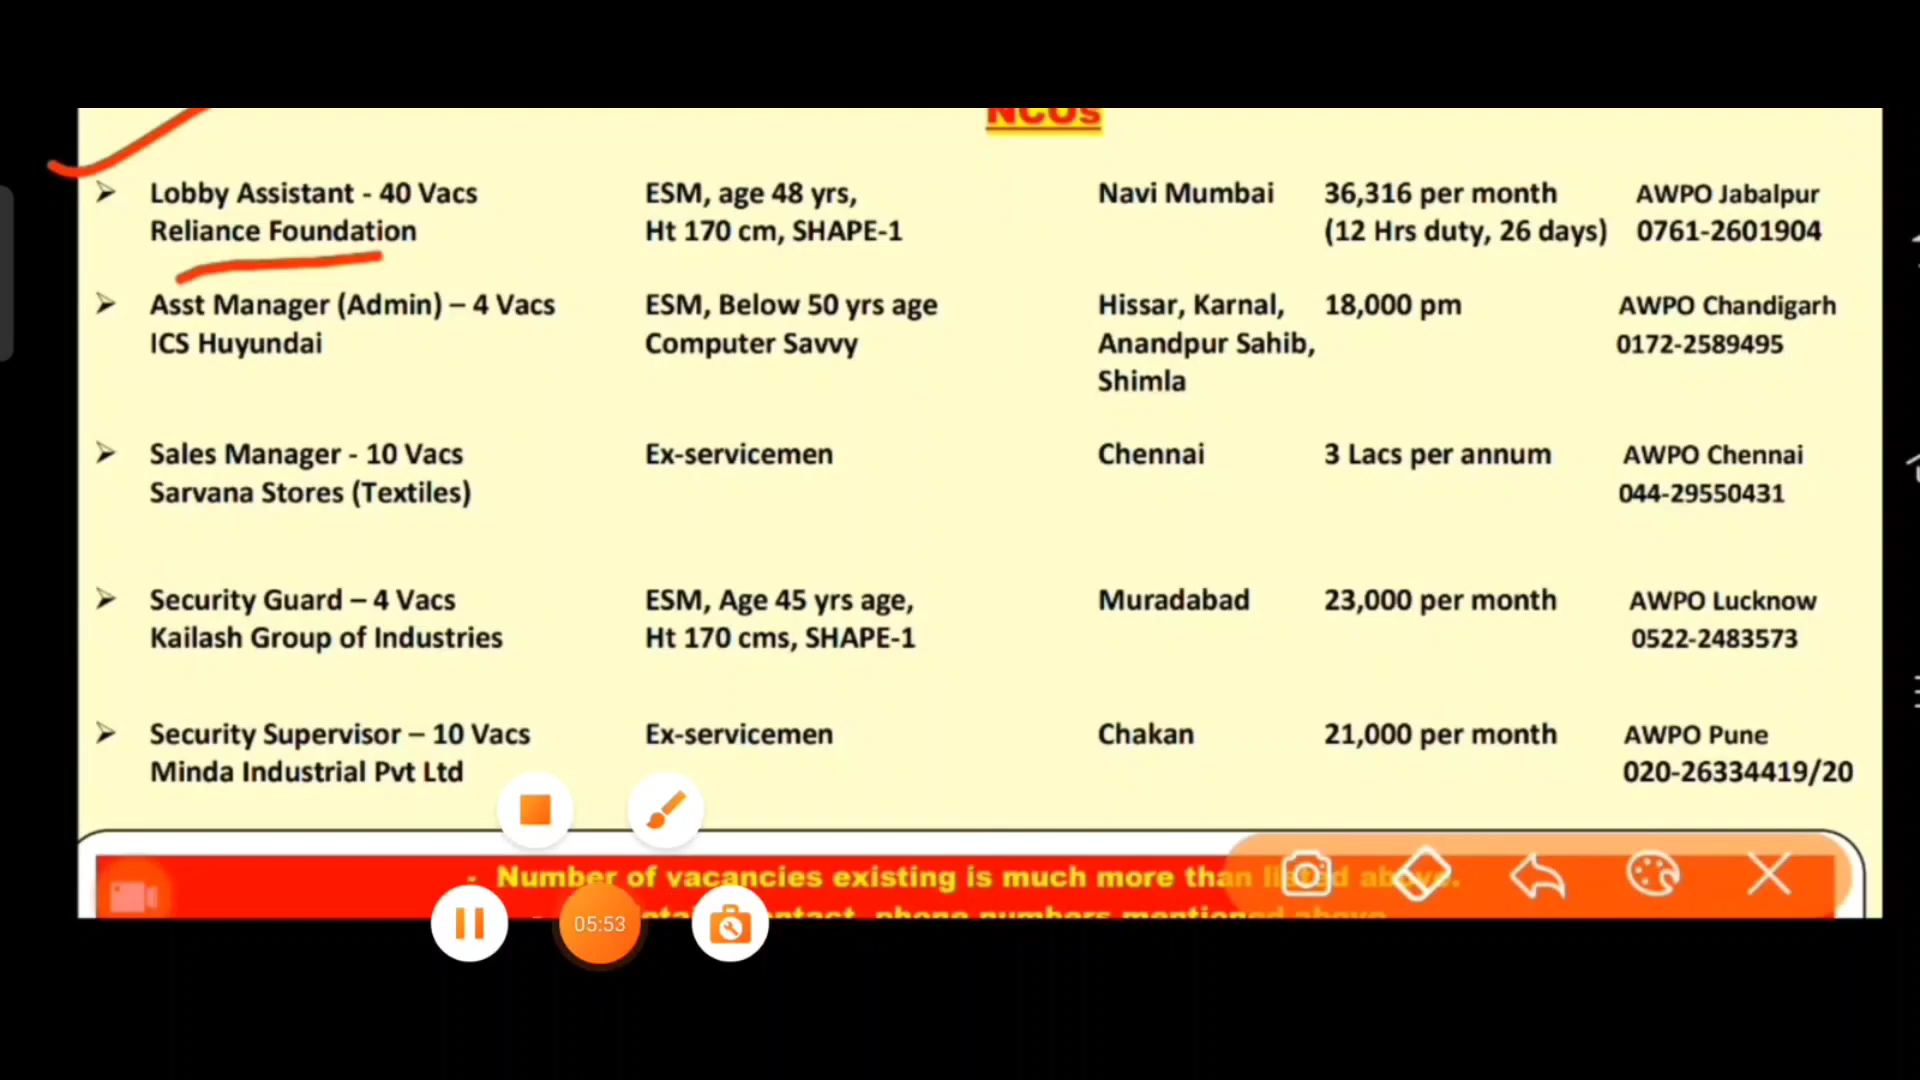 NCOs
Lobby Assistant - 40 Vacs ESM, age 48 yrs, Navi Mumbai 36,316 per month AWPO Jabalpur
Reliance Foundation Ht 170 cm, SHAPE-1 (12 Hrs duty, 26 days) 0761-2601904
Asst Manager (Admin) – 4 Vacs ESM, Below 50 yrs age Hissar, Karnal, 18,000 pm AWPO Chandigarh
ICS Huyundai Computer Savvy Anandpur Sahib, 0172-2589495
Shimla
Sales Manager - 10 Vacs Ex-servicemen Chennai 3 Lacs per annum AWPO Chennai
Sarvana Stores (Textiles) 044-29550431
Security Guard – 4 Vacs ESM, Age 45 yrs age, Muradabad 23,000 per month AWPO Lucknow
Kailash Group of Industries Ht 170 cms, SHAPE-1 0522-2483573
Security Supervisor – 10 Vacs Ex-servicemen Chakan 21,000 per month AWPO Pune
Minda Industrial Pvt Ltd 020-26334419/20
- Number of vacancies existing is much more than listed above.
phone numbers mentioned above
05:53